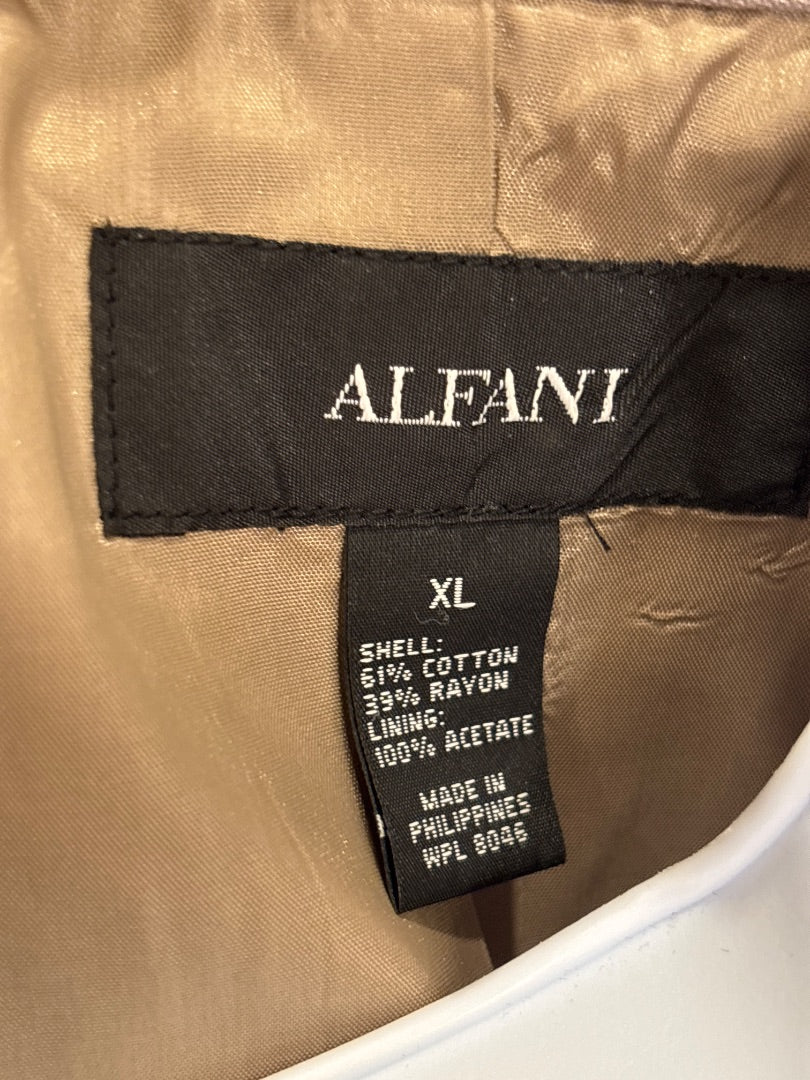 ALFANI
XL
SHELL:
61% COTTON
39% RAYON
LINING:
100% ACETATE
MADE IN
PHILIPPINES
WPL 8046